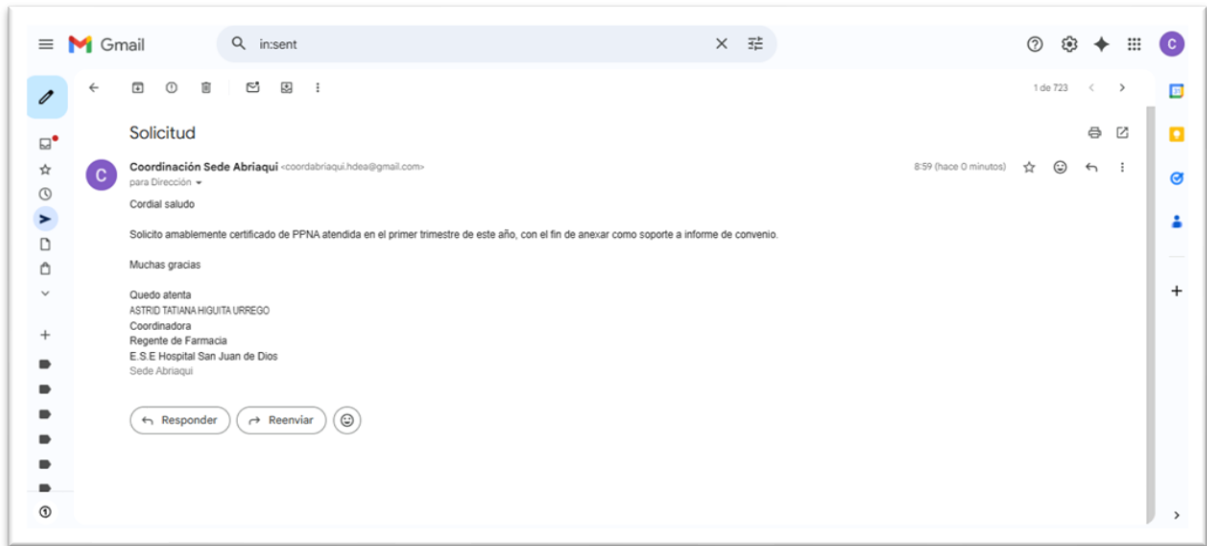 Gmail
in:sent
C
1 de 723
Solicitud
C
Coordinación Sede Abriaqui <coordabriaqui.hdea@gmail.com>
8:59 (hace 0 minutos)
para Dirección
Cordial saludo
Solicito amablemente certificado de PPNA atendida en el primer trimestre de este año, con el fin de anexar como soporte a informe de convenio.
Muchas gracias
Quedo atenta
ASTRID TATIANA HIGUITA URREGO
Coordinadora
Regente de Farmacia
E.S.E Hospital San Juan de Dios
Sede Abriaqui
Responder
Reenviar